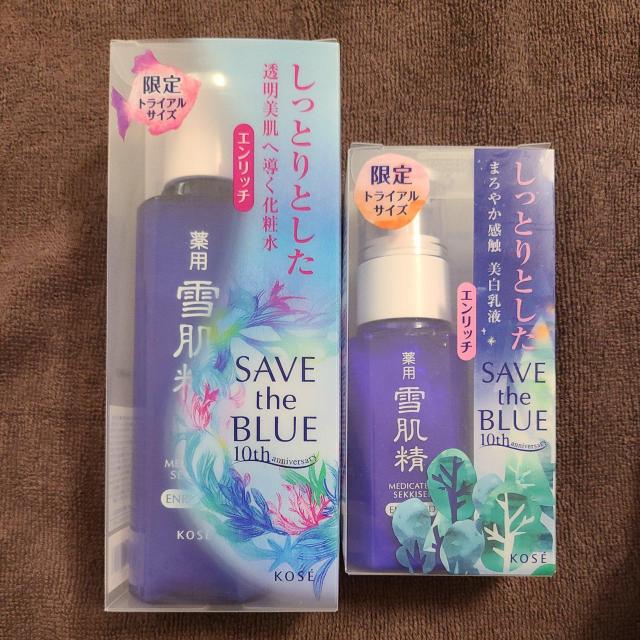 限定
トライアル
サイズ
しっとりとした
透明美肌へ導く化粧水
エンリッチ
薬用
雪肌精
SAVE
the
BLUE
10th anniversary
KOSÉ
KOSÉ
限定
トライアル
サイズ
しっとりとした
まろやか感触 美白乳液
エンリッチ
薬用
雪肌精
MEDICATED
SEKKISEI
SAVE
the
BLUE
10th anniversary
KOSÉ